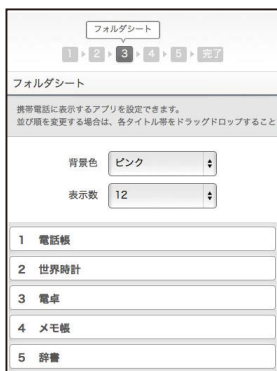 フォルダシート
1 2 3 4 5 完了
フォルダシート
携帯電話に表示するアプリを設定できます。
並び順を変更する場合は、各タイトル帯をドラッグドロップすること
背景色 ピンク
表示数 12
1 電話帳
2 世界時計
3 電卓
4 メモ帳
5 辞書